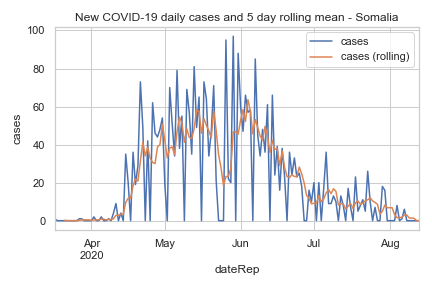 New COVID-19 daily cases and 5 day rolling mean - Somalia
cases
cases (rolling)
100
80
60
40
20
0
cases
Apr
2020
May
Jun
Jul
Aug
dateRep